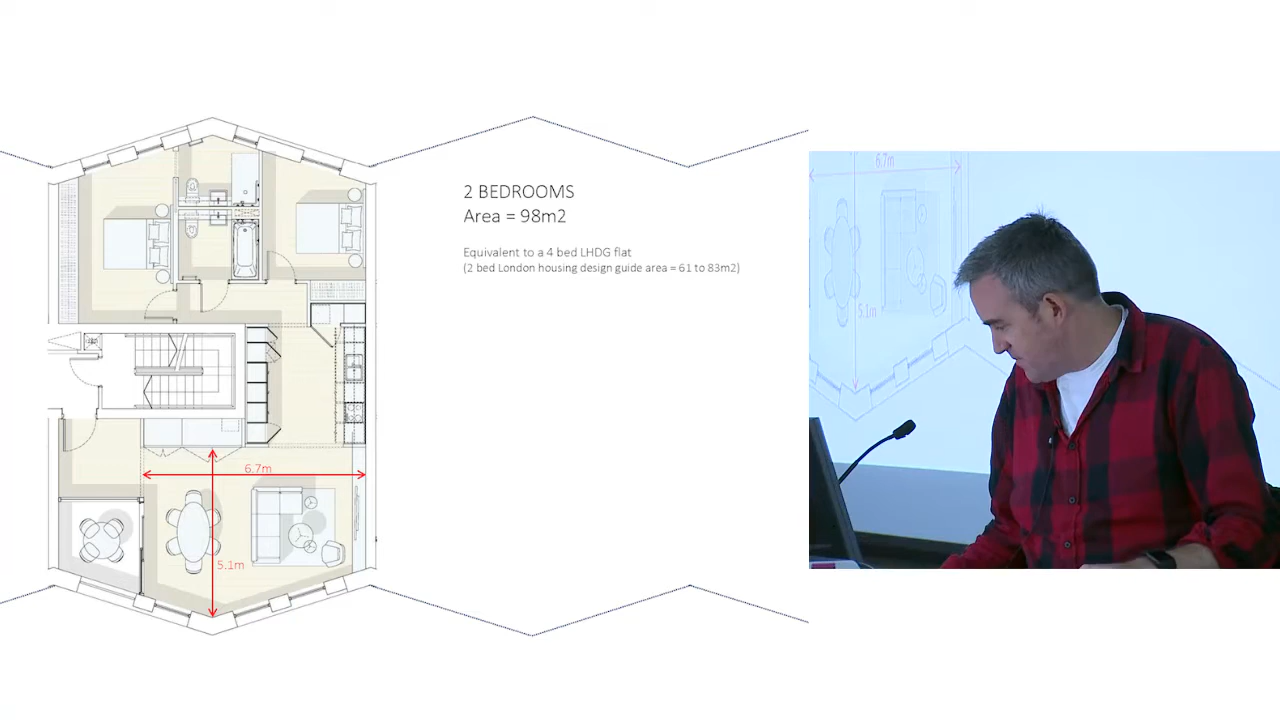 2 BEDROOMS
Area = 98m2
Equivalent to a 4 bed LHDG flat
(2 bed London housing design guide area = 61 to 83m2)
6.7m
5.1m
6.7m
5.1m